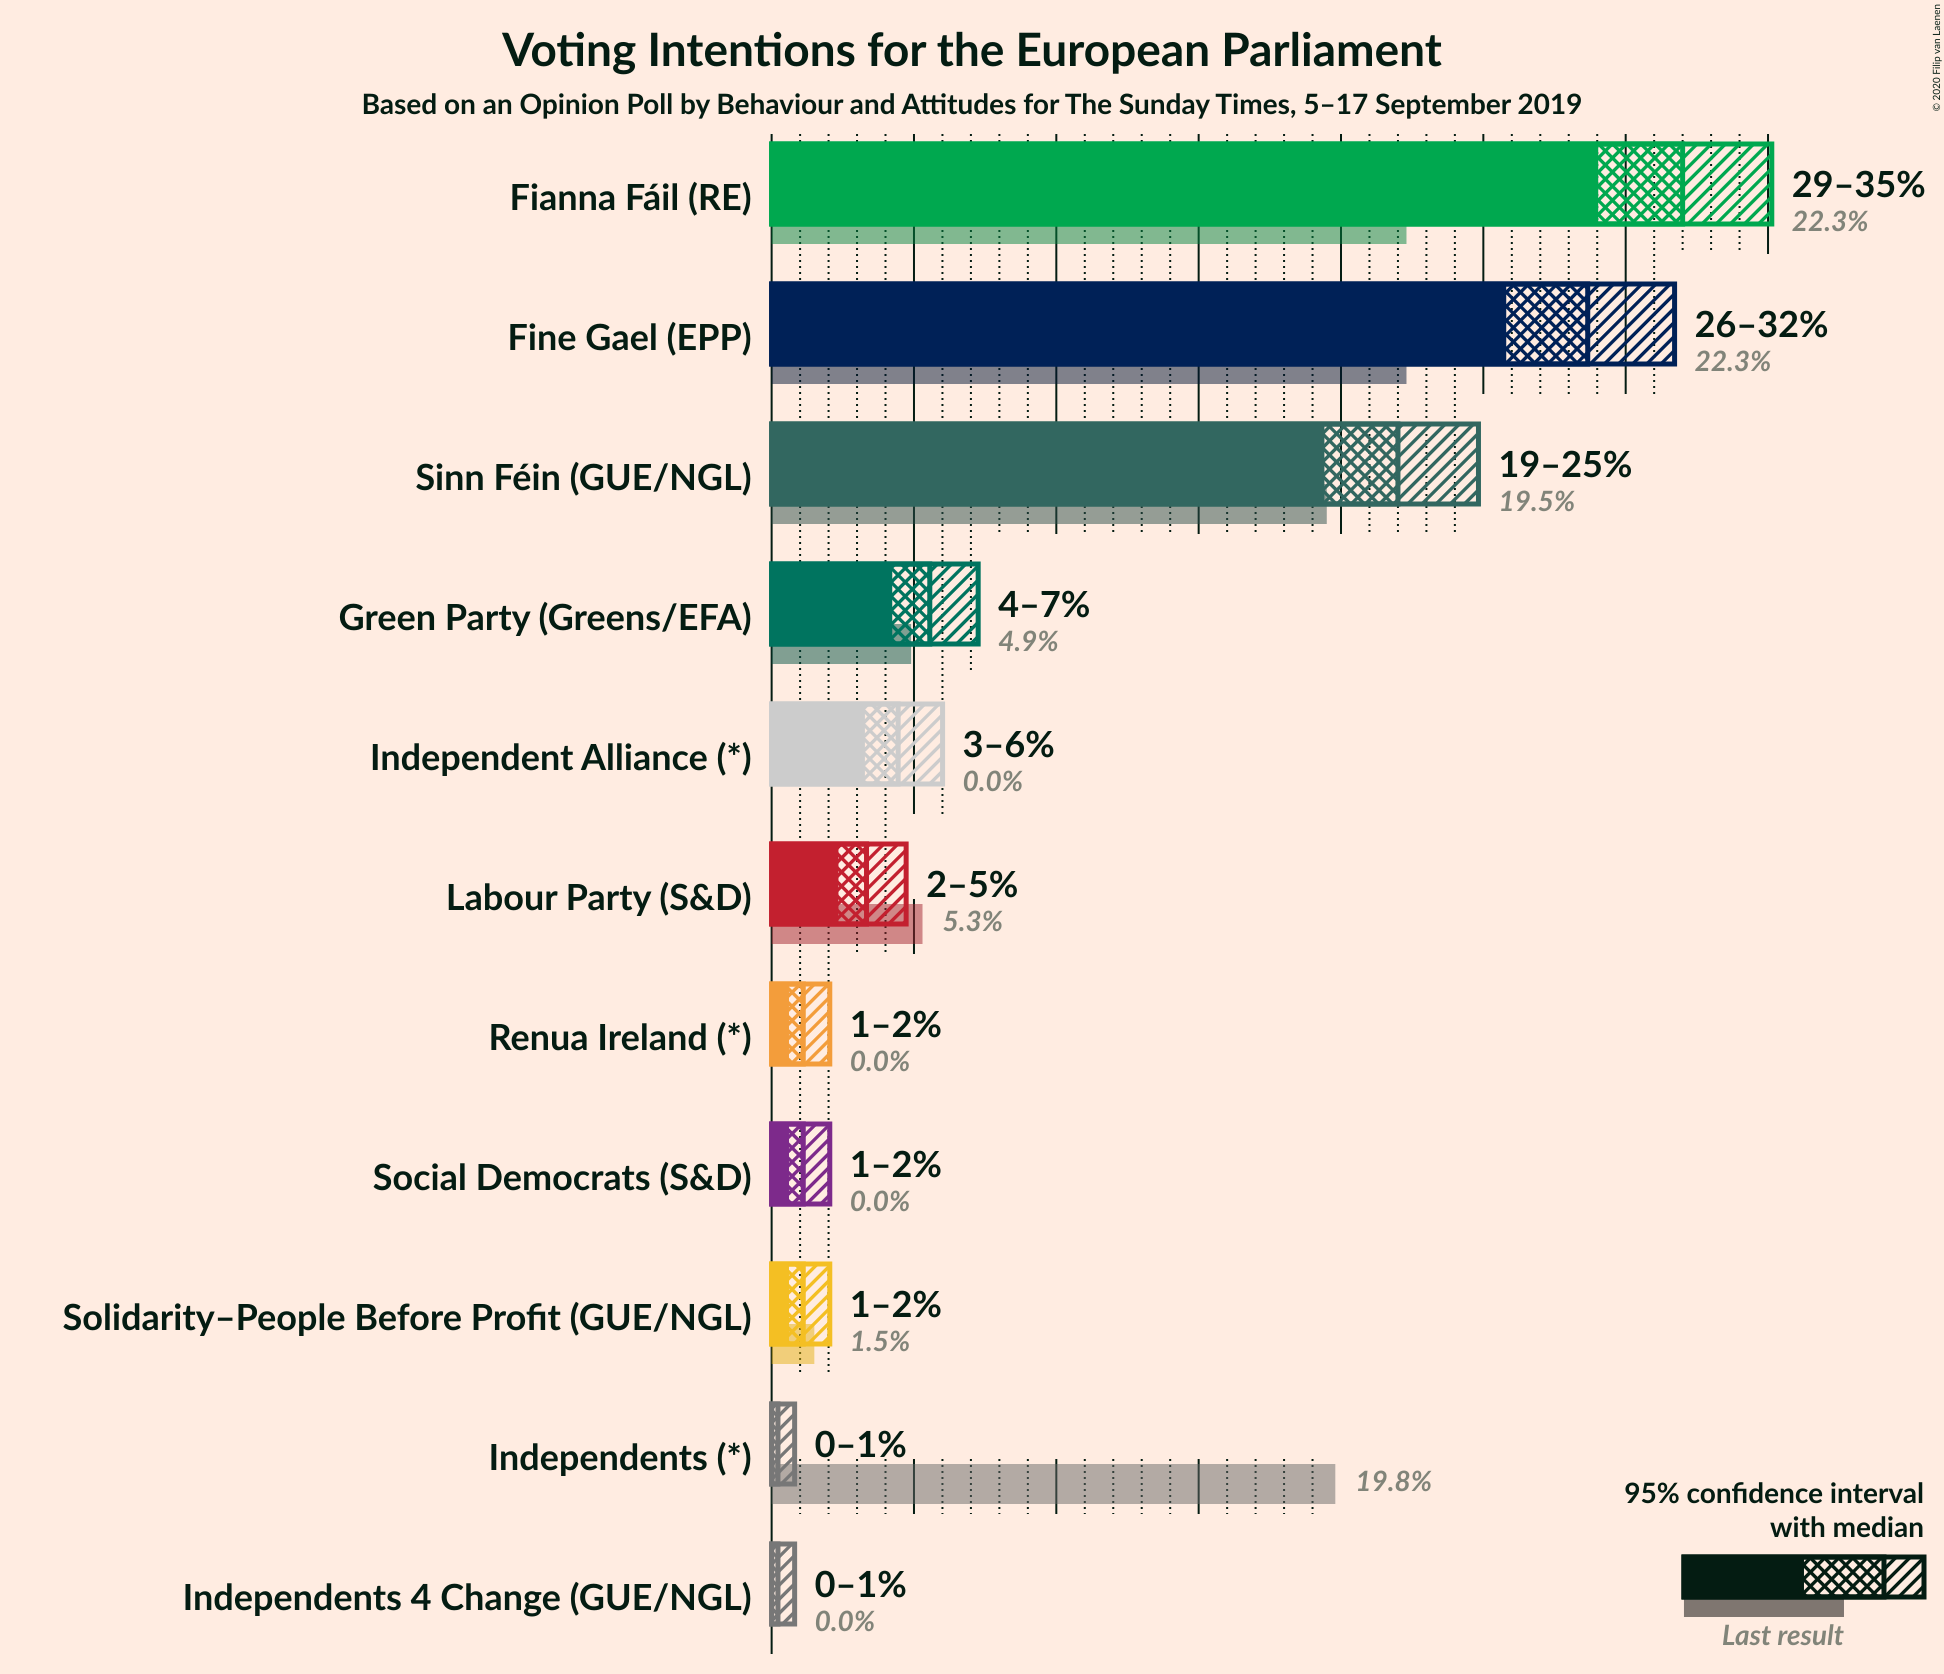 Voting Intentions for the European Parliament
Based on an Opinion Poll by Behaviour and Attitudes for The Sunday Times, 5–17 September 2019
© 2020 Filip van Laenen
Fianna Fáil (RE)
29–35%
22.3%
Fine Gael (EPP)
26–32%
22.3%
Sinn Féin (GUE/NGL)
19–25%
19.5%
Green Party (Greens/EFA)
4–7%
4.9%
Independent Alliance (*)
3–6%
0.0%
Labour Party (S&D)
2–5%
5.3%
Renua Ireland (*)
1–2%
0.0%
Social Democrats (S&D)
1–2%
0.0%
Solidarity–People Before Profit (GUE/NGL)
1–2%
1.5%
Independents (*)
0–1%
19.8%
Independents 4 Change (GUE/NGL)
0–1%
0.0%
95% confidence interval
with median
Last result